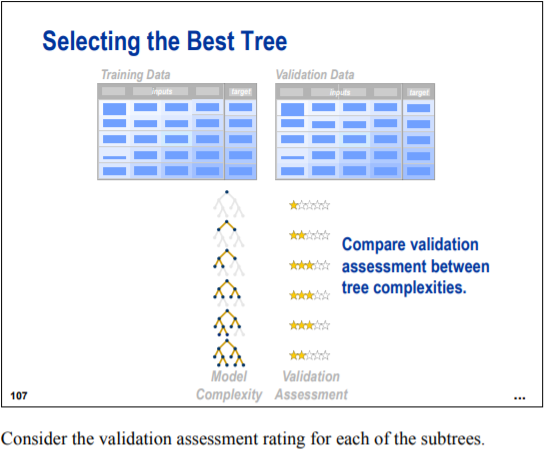 Selecting the Best Tree
Training Data
Validation Data
inputs
target
inputs
target
Compare validation
assessment between
tree complexities.
Model
Complexity
Validation
Assessment
107
...
Consider the validation assessment rating for each of the subtrees.